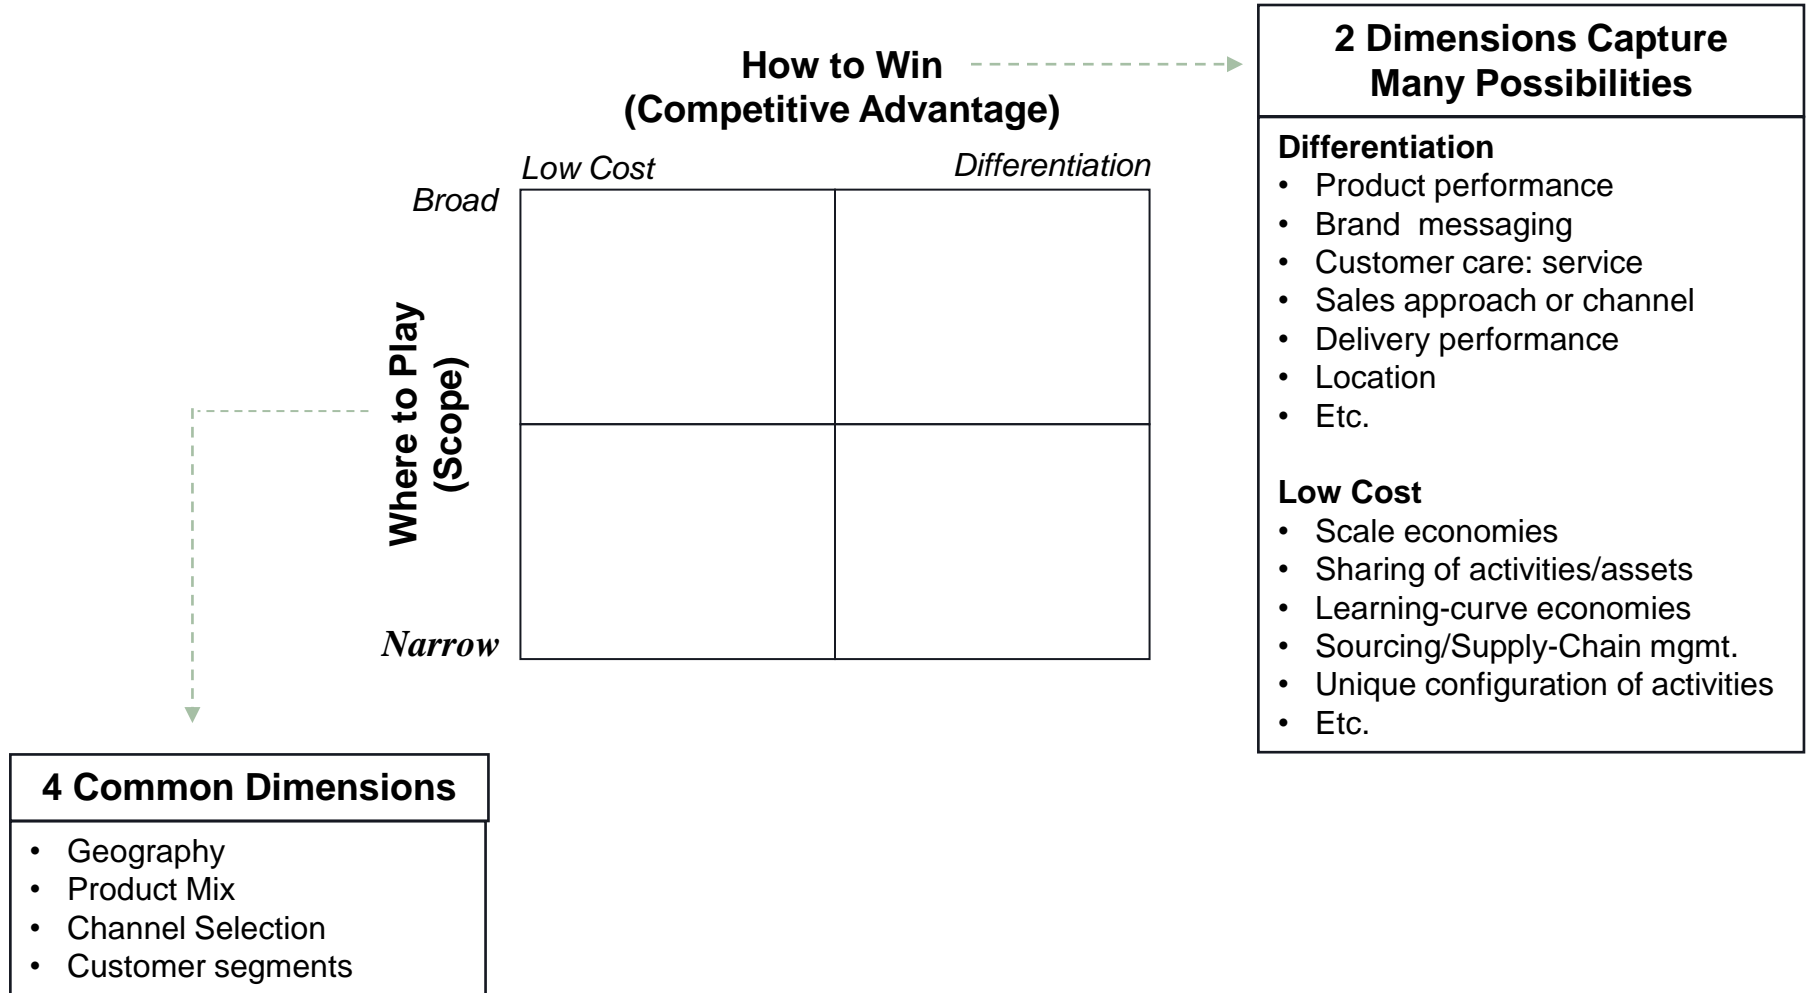 How to Win
(Competitive Advantage)
Low Cost
Differentiation
Broad
Where to Play
(Scope)
Narrow
2 Dimensions Capture
Many Possibilities
Differentiation
• Product performance
• Brand  messaging
• Customer care: service
• Sales approach or channel
• Delivery performance
• Location
• Etc.
Low Cost
• Scale economies
• Sharing of activities/assets
• Learning-curve economies
• Sourcing/Supply-Chain mgmt.
• Unique configuration of activities
• Etc.
4 Common Dimensions
• Geography
• Product Mix
• Channel Selection
• Customer segments